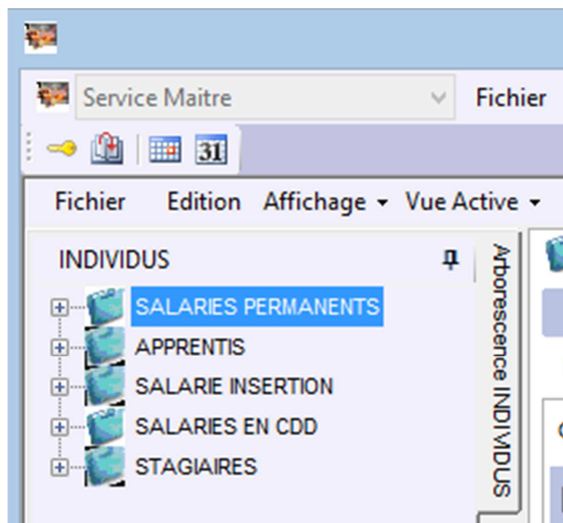 Service Maitre Fichier
31
Fichier Edition Affichage Vue Active
INDIVIDUS
SALARIES PERMANENTS
APPRENTIS
SALARIE INSERTION
SALARIES EN CDD
STAGIAIRES
Arborescence INDIVIDUS